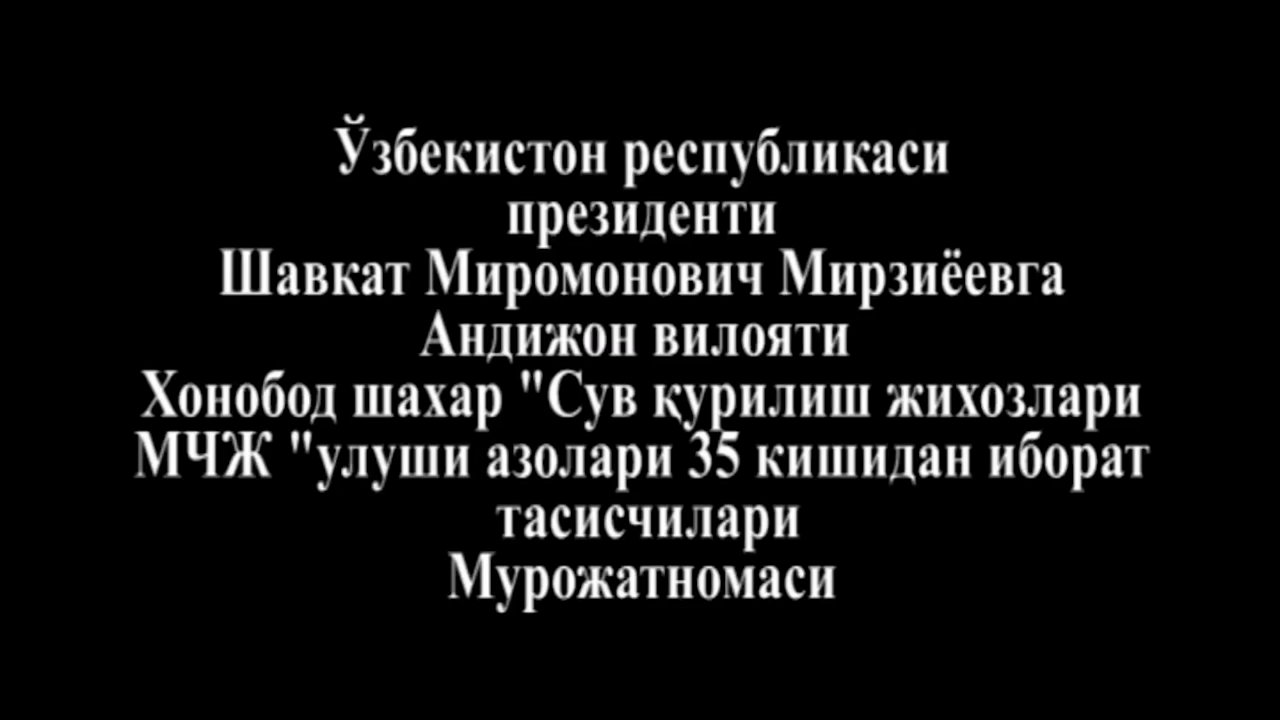 Ўзбекистон республикаси
президенти
Шавкат Миромонович Мирзиёевга
Андижон вилояти
Хонобод шахар "Сув қурилиш жихозлари
МЧЖ "улуши азолари 35 кишидан иборат
тасисчилари
Мурожатномаси